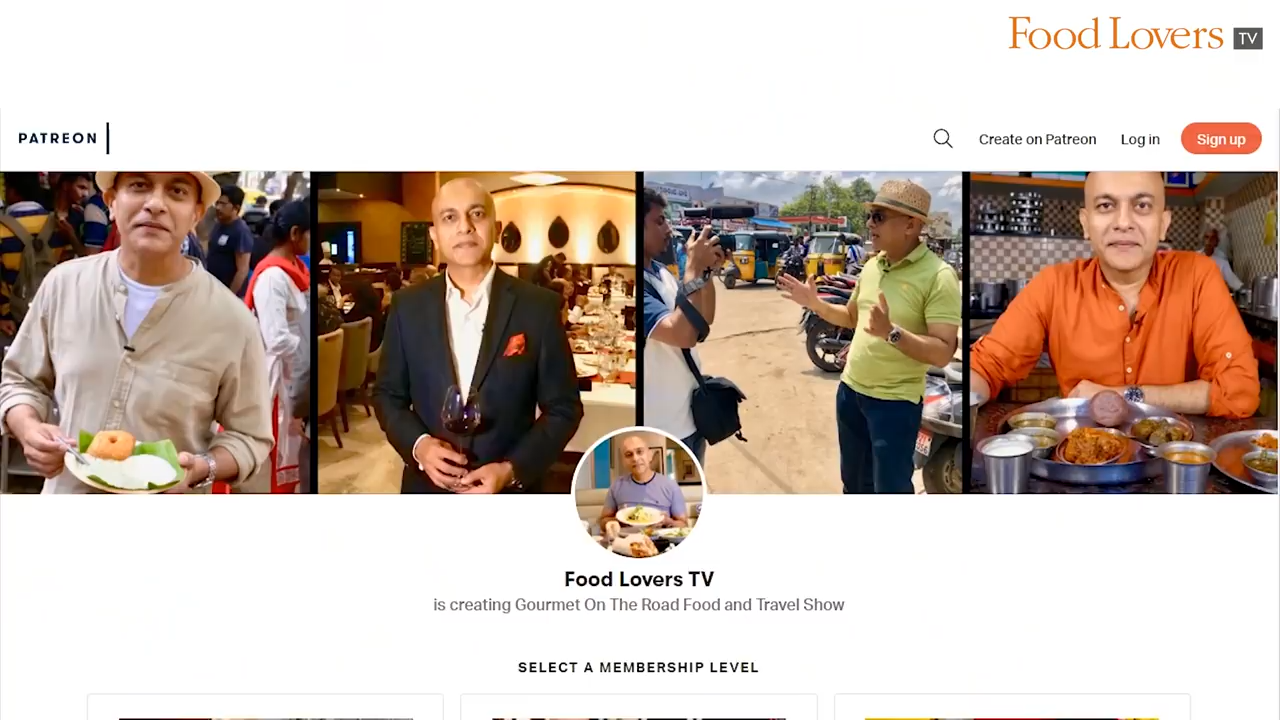 Food Lovers TV
PATREON
Create on Patreon
Log in
Sign up
Food Lovers TV
is creating Gourmet On The Road Food and Travel Show
SELECT A MEMBERSHIP LEVEL